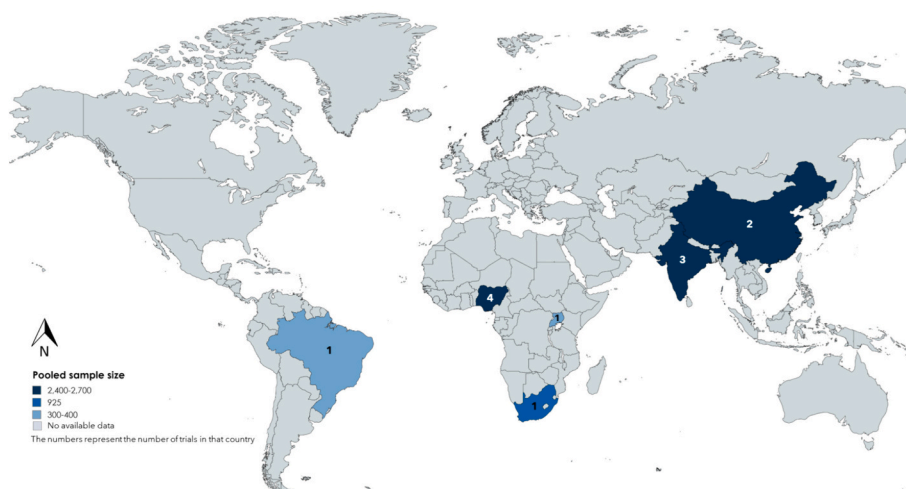 2
3
4
1
1
1
N
Pooled sample size
2,400-2,700
925
300-400
No available data
The numbers represent the number of trials in that country